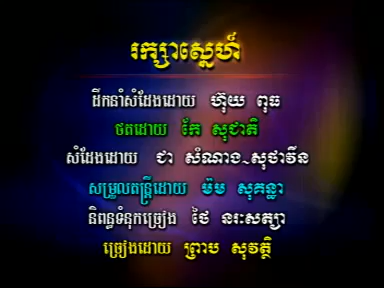 រក្សាស្នេហ៍
ដឹកនាំសំដែងដោយ ហ៊ុយ ពុធ
ថតដោយ កែ សុជាតិ
សំដែងដោយ ជា សំណាង~សុថាវីន
សម្រួលតន្ត្រីដោយ ម៉ម សុគន្ធា
និពន្ធទំនុកច្រៀង ថៃ នរៈសត្យា
ច្រៀងដោយ ព្រាប សុវត្ថិ